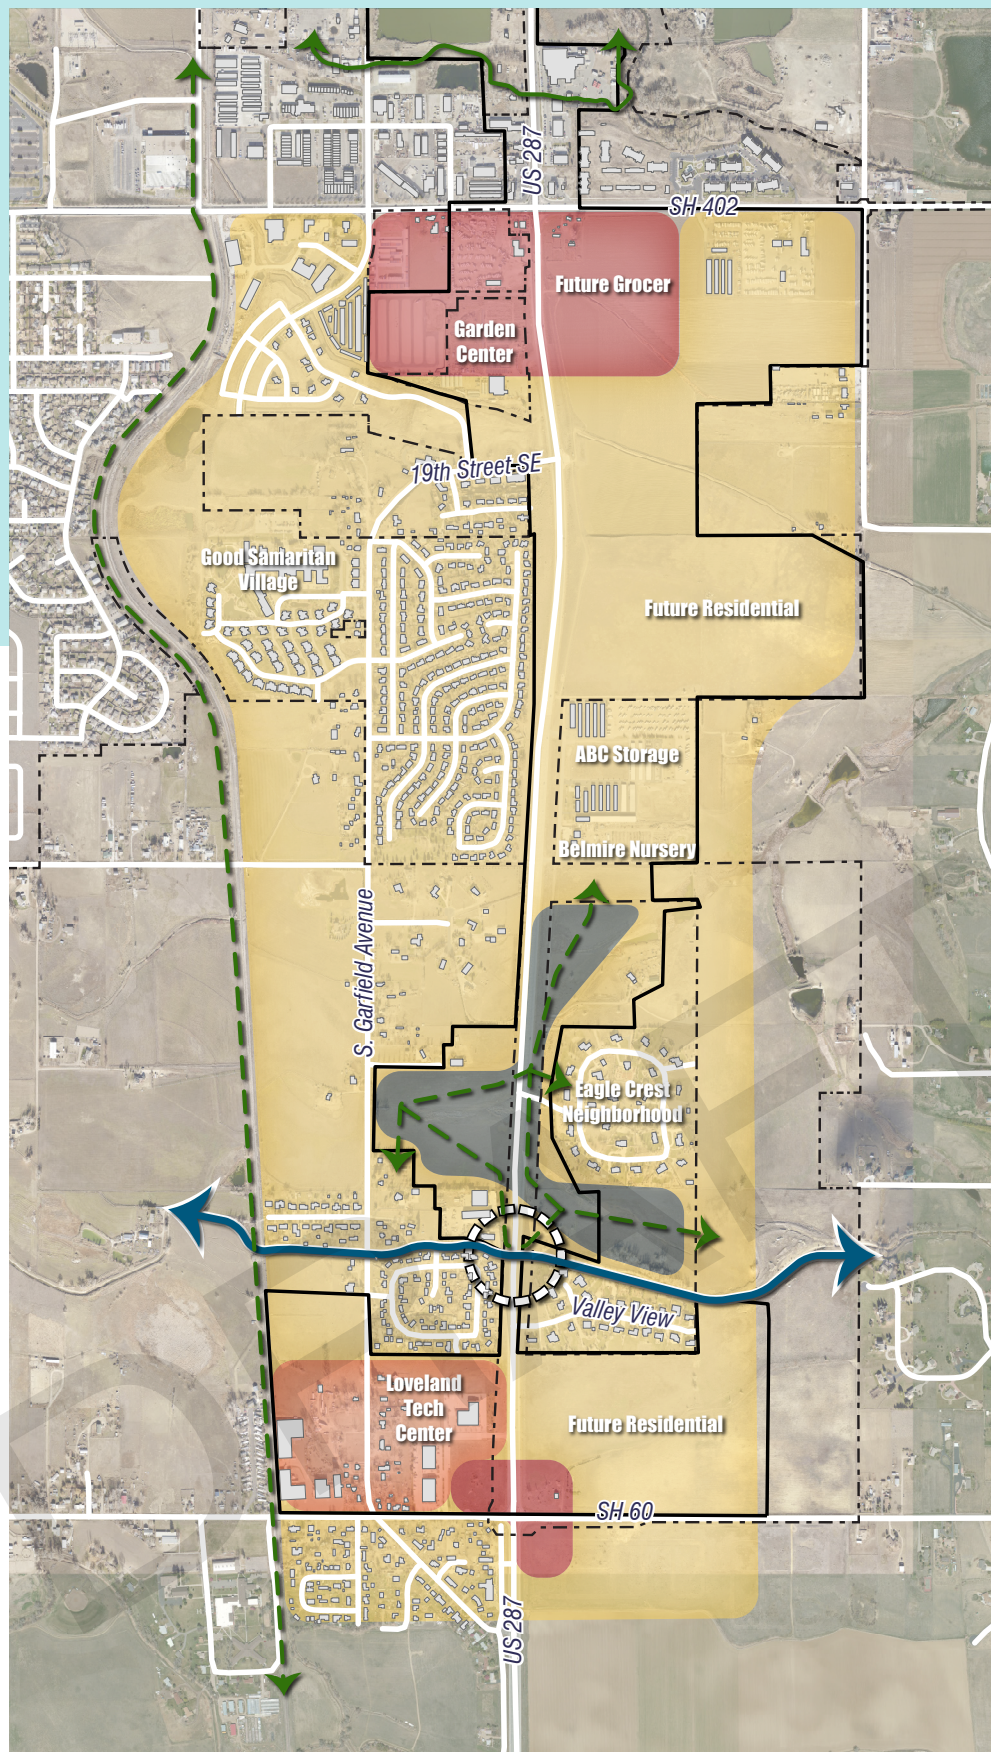 US 287
SH 402
Future Grocer
Garden
Center
19th Street SE
Good Samaritan
Village
Future Residential
ABC Storage
Belmire Nursery
S. Garfield Avenue
Eagle Crest
Neighborhood
Valley View
Loveland
Tech
Center
Future Residential
SH 60
US 287
DRAFT